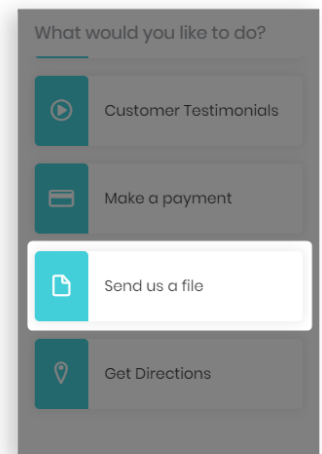 What would you like to do?
Customer Testimonials
Make a payment
Send us a file
Get Directions